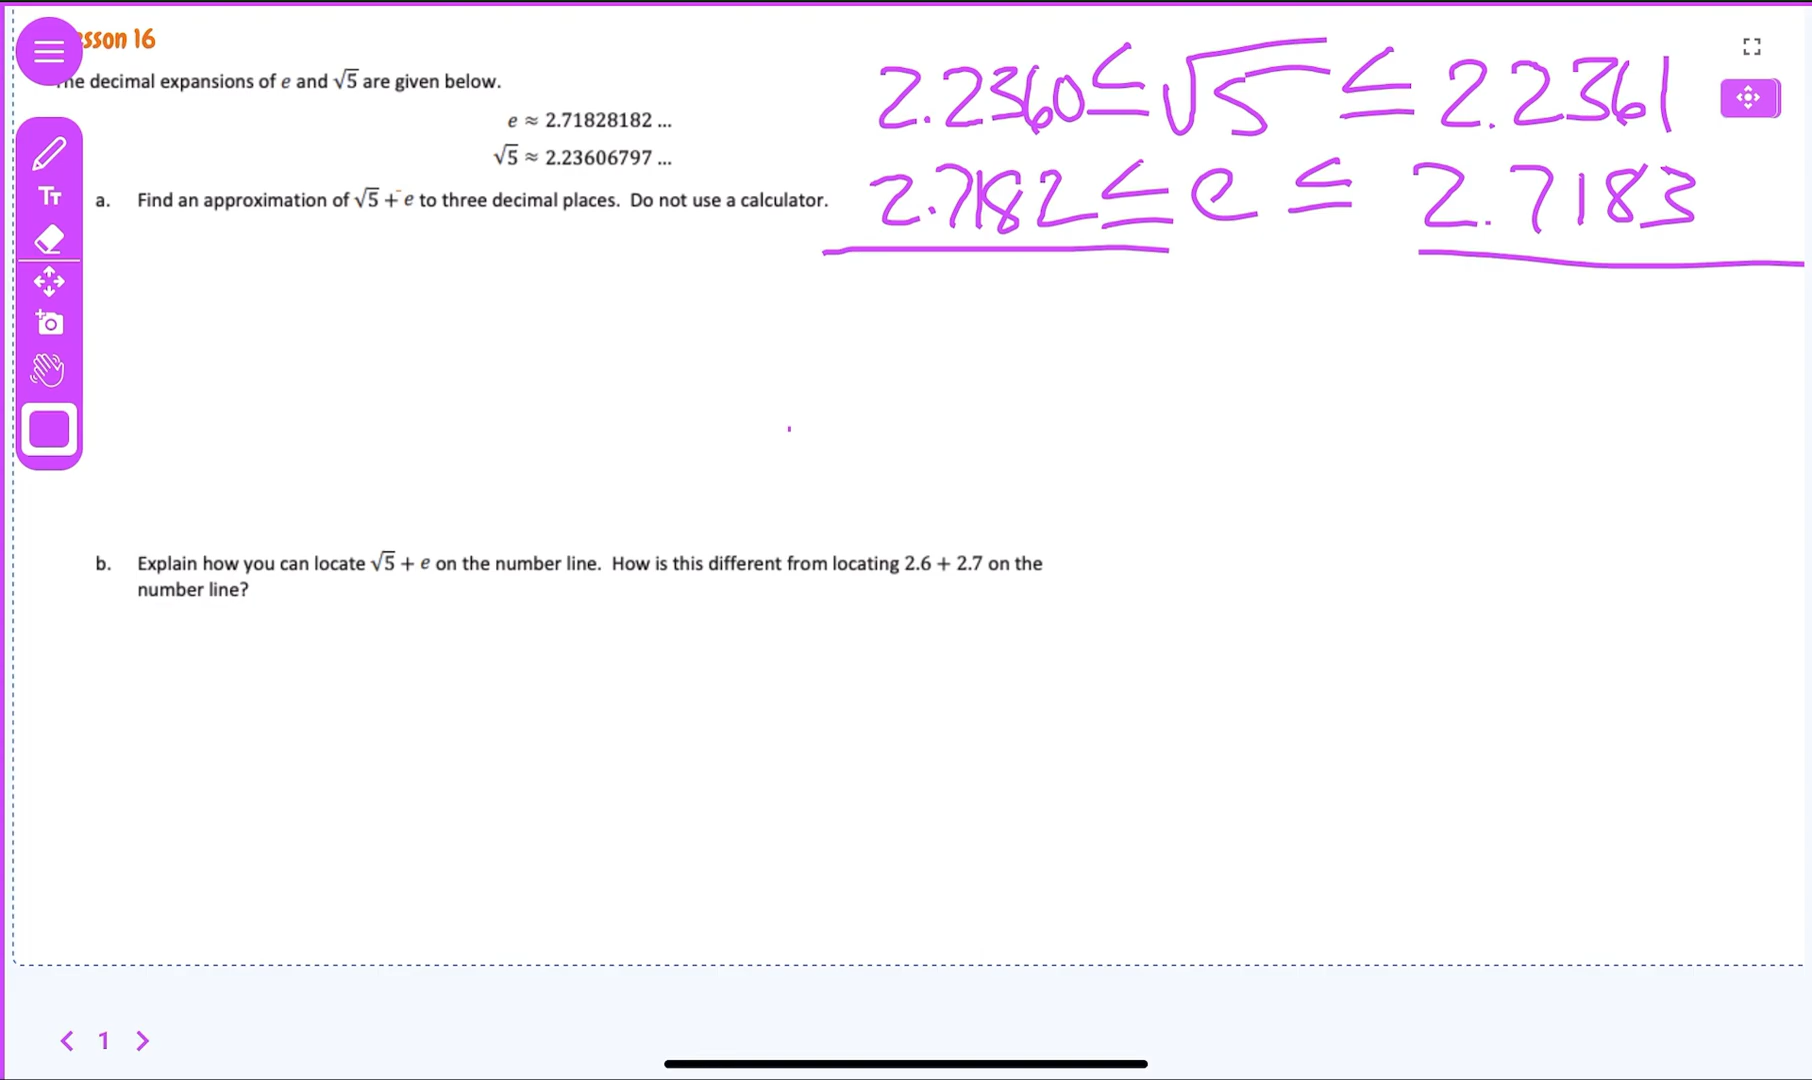 sson 16
he decimal expansions of e and √5 are given below.
e ≈ 2.71828182 ...
√5 ≈ 2.23606797 ...
a. Find an approximation of √5 + e to three decimal places. Do not use a calculator.
2.2360 ≤ √5 ≤ 2.2361
2.7182 ≤ e ≤ 2.7183
TT
b. Explain how you can locate √5 + e on the number line. How is this different from locating 2.6 + 2.7 on the
number line?
< 1 >